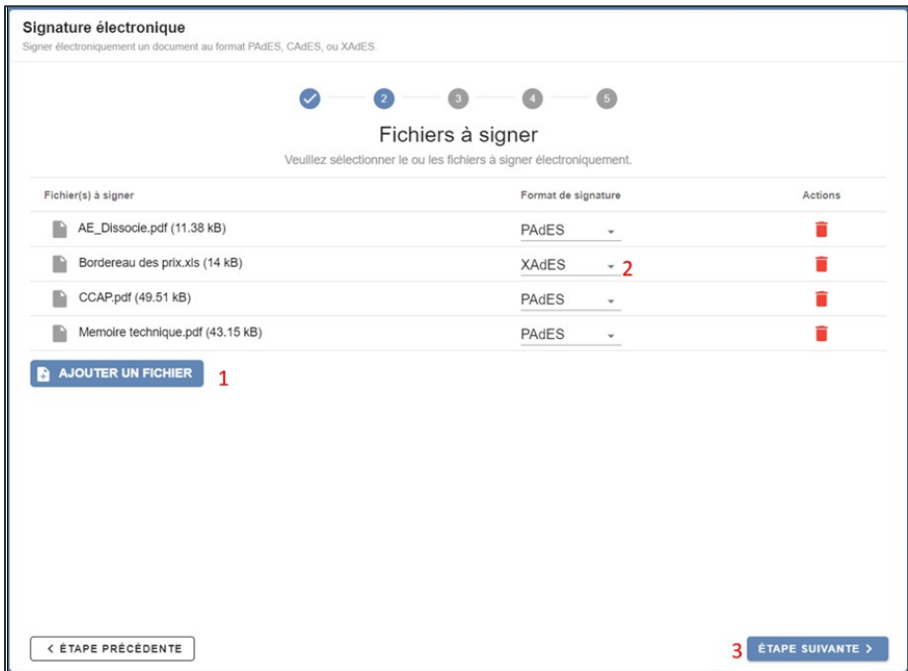 Signature électronique
Signer électroniquement un document au format PAdES, CAdES, ou XAdES.
2 3 4 5
Fichiers à signer
Veuillez sélectionner le ou les fichiers à signer électroniquement.
Fichier(s) à signer Format de signature Actions
AE_Dissocie.pdf (11.38 kB) PAdES
Bordereau des prix.xls (14 kB) XAdES 2
CCAP.pdf (49.51 kB) PAdES
Memoire technique.pdf (43.15 kB) PAdES
AJOUTER UN FICHIER 1
< ÉTAPE PRÉCÉDENTE 3 ÉTAPE SUIVANTE >